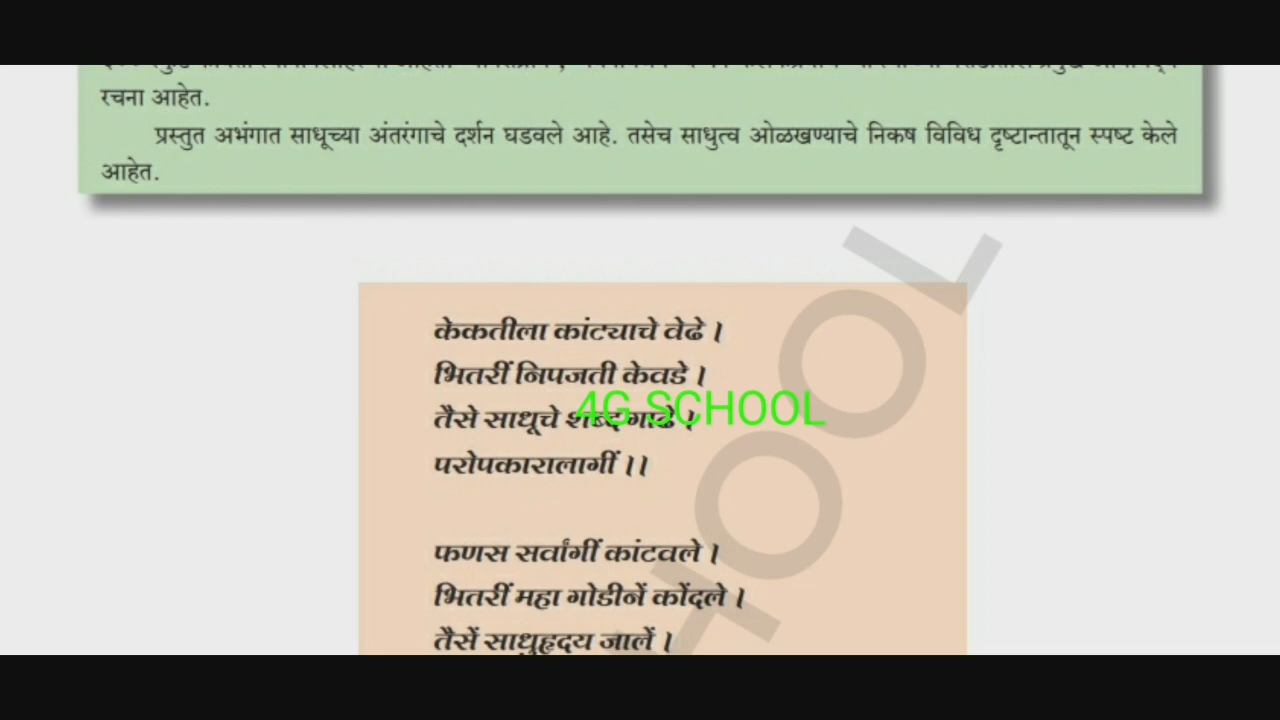 रचना आहेत.
प्रस्तुत अभंगात साधूच्या अंतरंगाचे दर्शन घडवले आहे. तसेच साधुत्व ओळखण्याचे निकष विविध दृष्टान्तातून स्पष्ट केले
आहेत.
केकतीला कांट्याचे वेढे ।
भितरीं निपजती केवडे ।
तैसे साधूचे शब्द गाढे ।
4G SCHOOL
परोपकारालागीं ।।
फणस सर्वांगीं कांटवले ।
भितरीं महा गोडीनें कोंदले ।
तैसें साधुहृदय जालें ।